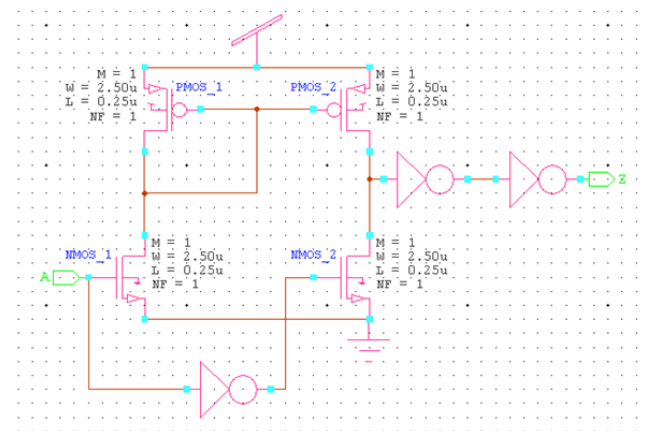 M = 1
W = 2.50u
L = 0.25u
NF = 1
PMOS_1
PMOS_2
M = 1
W = 2.50u
L = 0.25u
NF = 1
Z
NMOS_1
M = 1
W = 2.50u
L = 0.25u
NF = 1
NMOS_2
M = 1
W = 2.50u
L = 0.25u
NF = 1
A